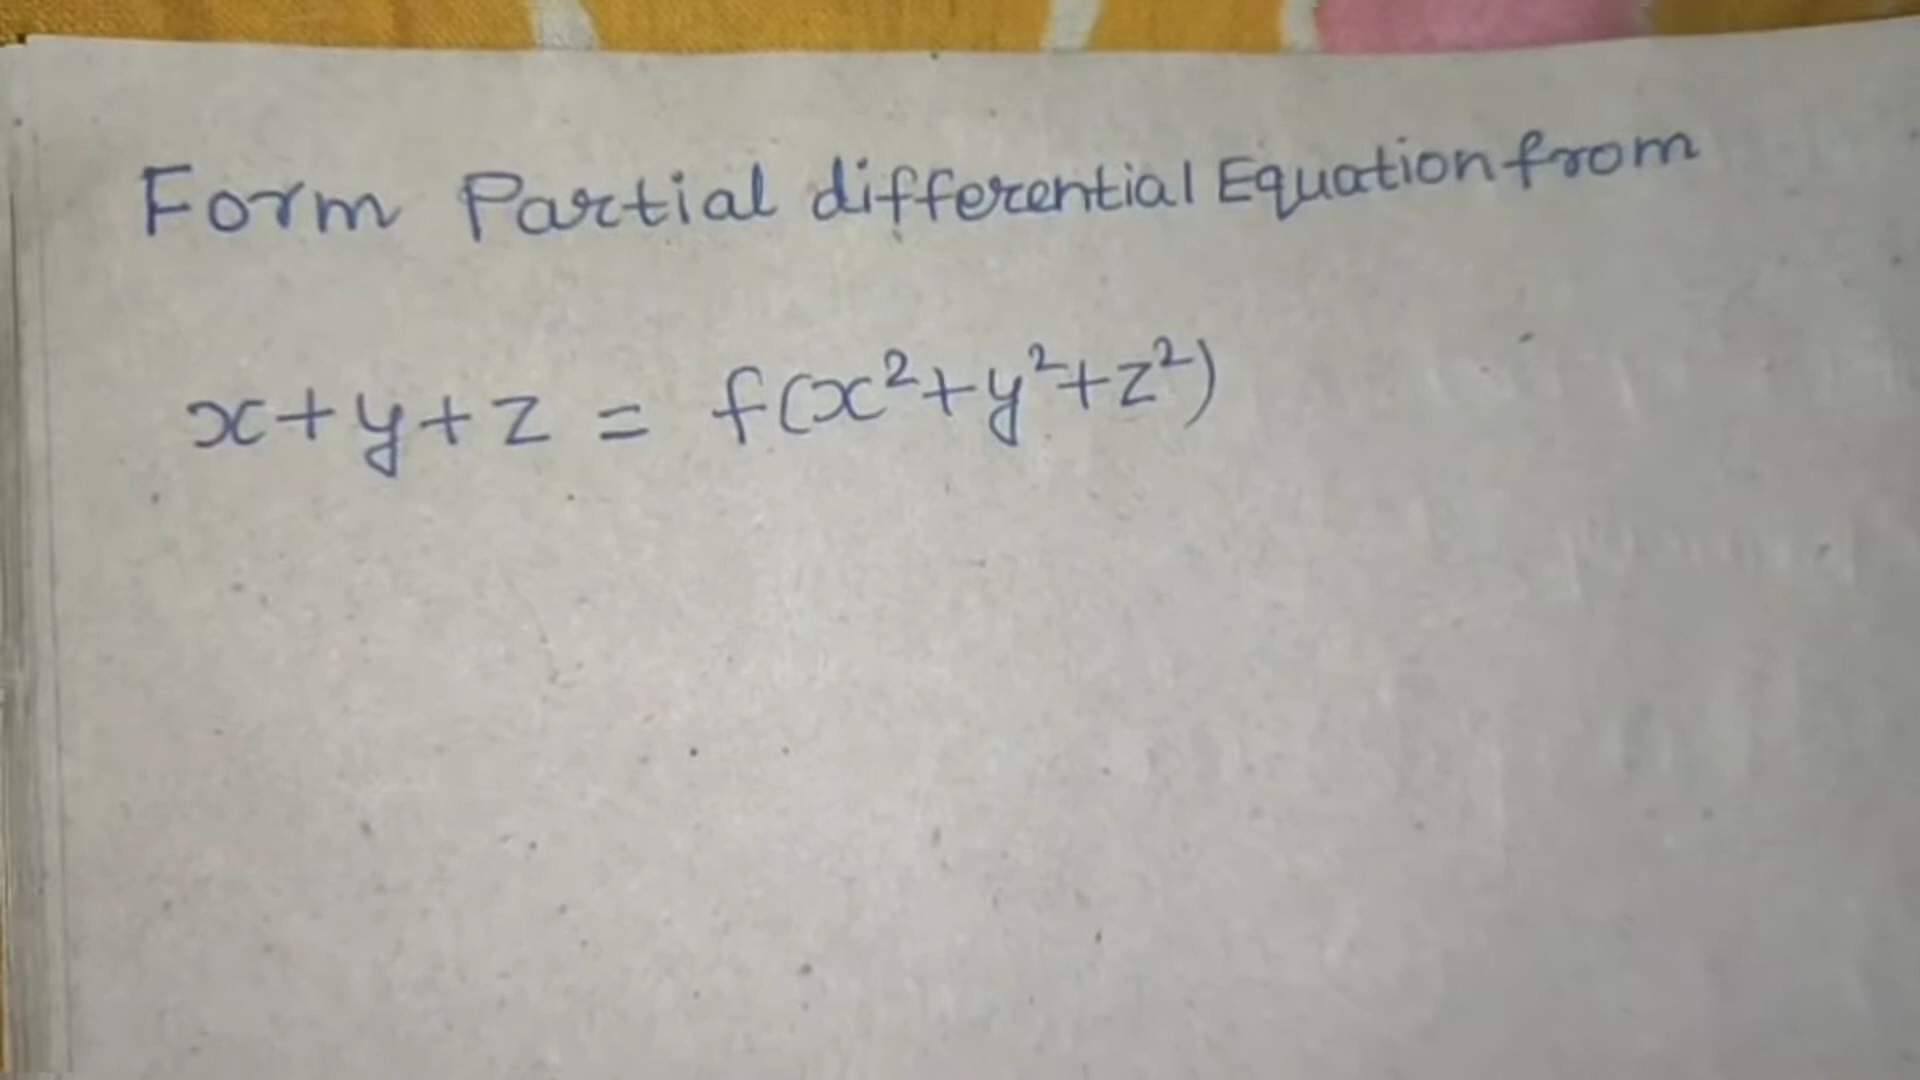 Form Partial differential Equation from
x+y+z = f(x²+y²+z²)